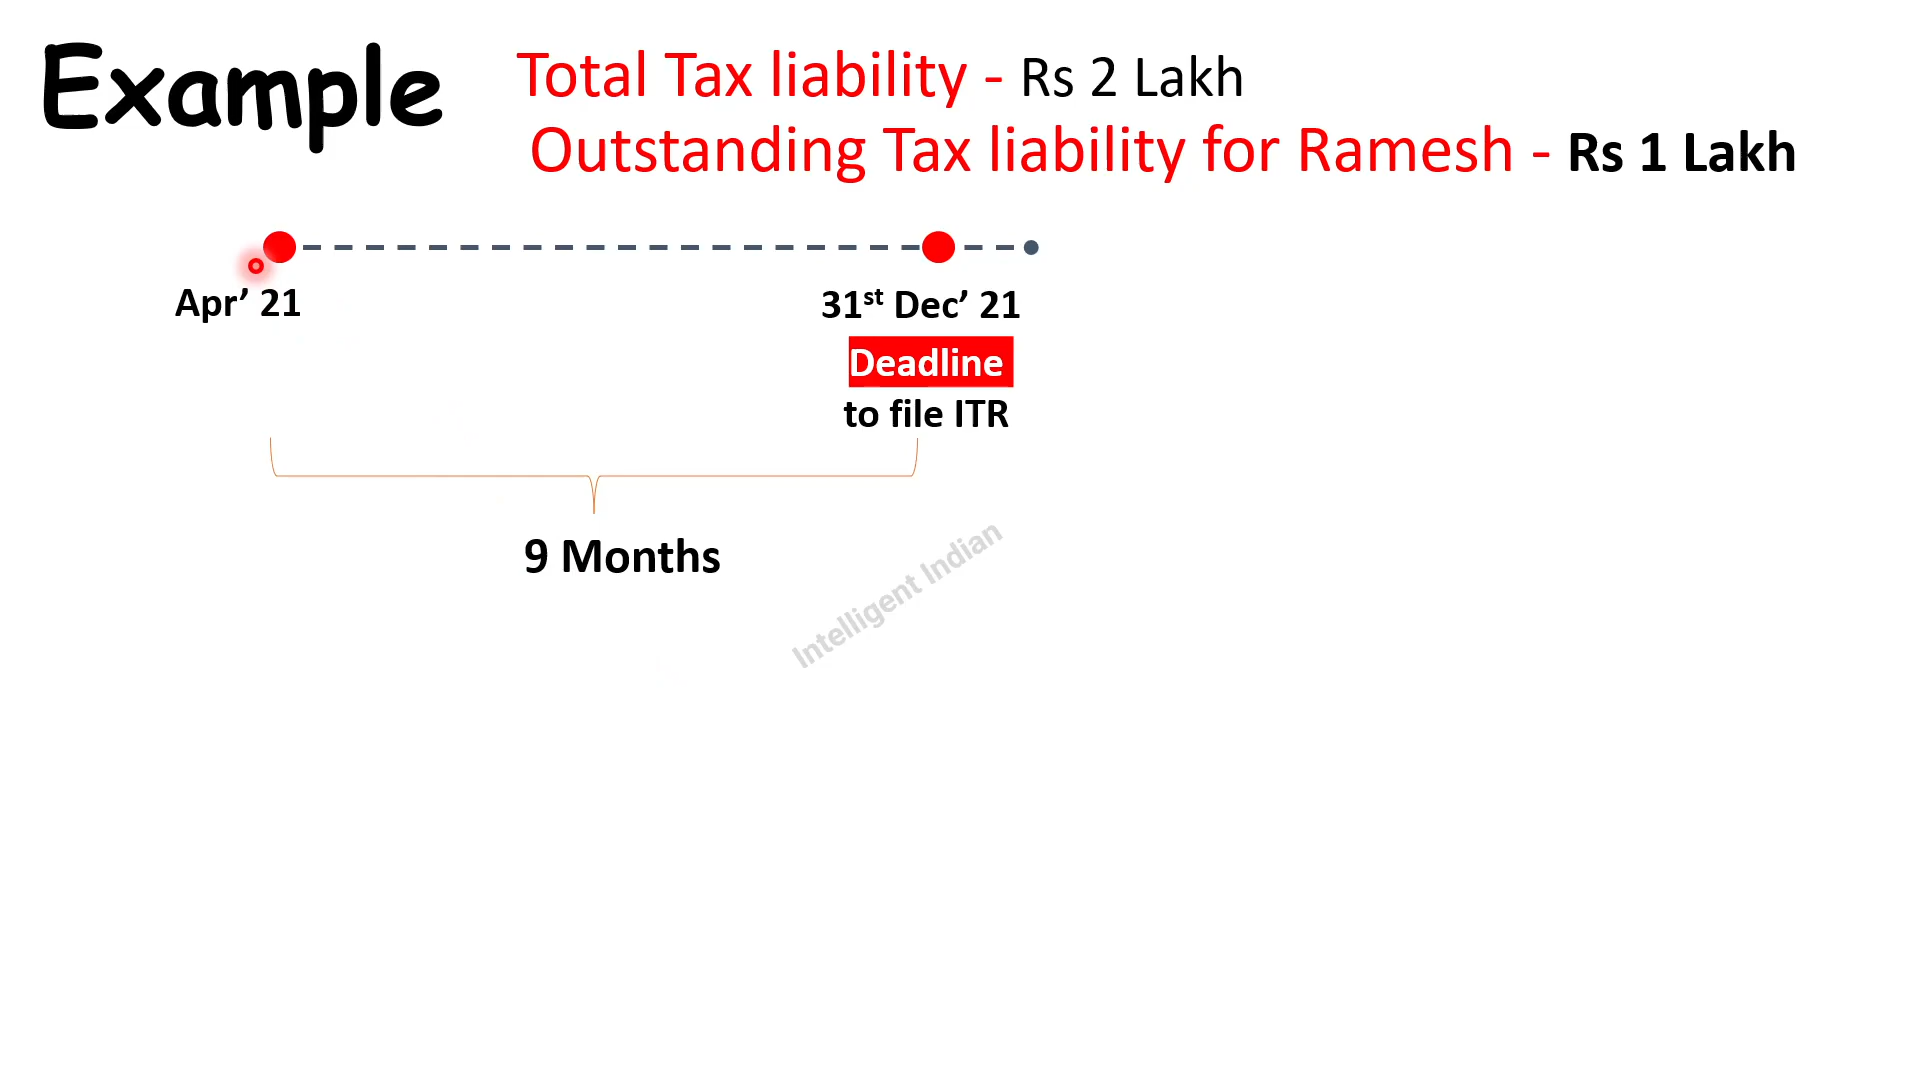 Example
Total Tax liability - Rs 2 Lakh
Outstanding Tax liability for Ramesh - Rs 1 Lakh
Apr’ 21
31st Dec’ 21
Deadline
to file ITR
9 Months
Intelligent Indian